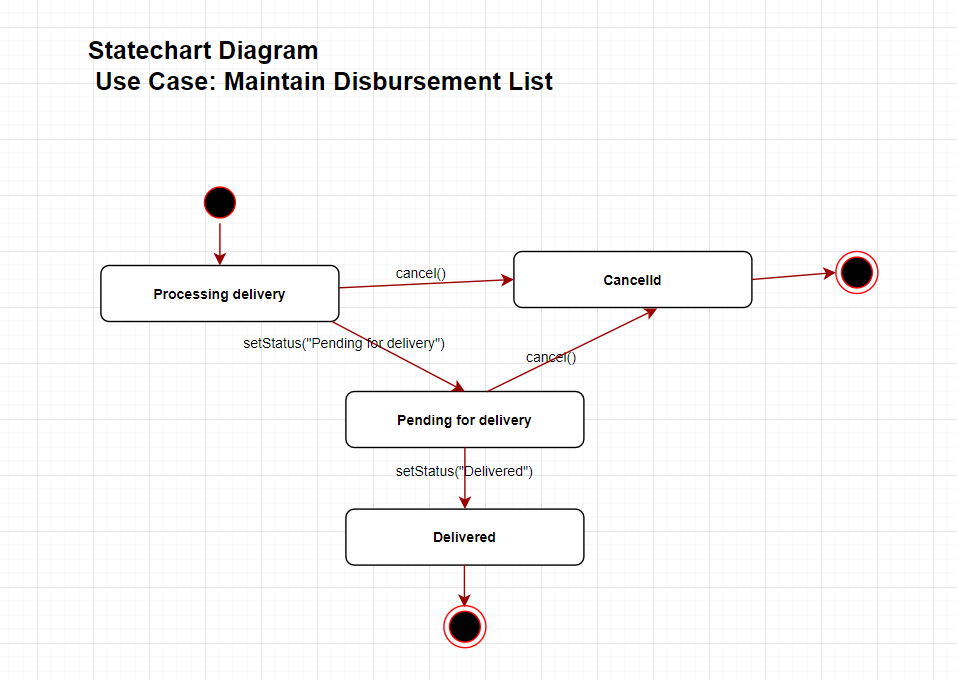 Statechart Diagram
Use Case: Maintain Disbursement List
cancel()
Cancelld
Processing delivery
setStatus("Pending for delivery")
cancel()
Pending for delivery
setStatus("Delivered")
Delivered